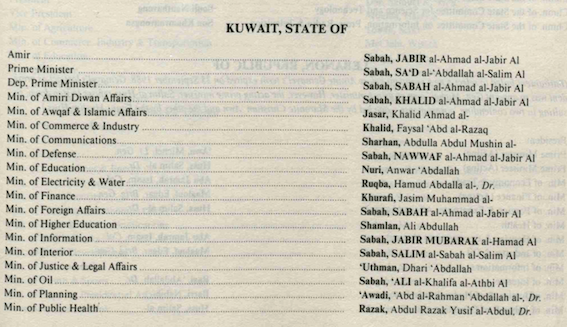 KUWAIT, STATE OF
Amir Sabah, JABIR al-Ahmad al-Jabir Al
Prime Minister Sabah, SA'D al-'Abdallah al-Salim Al
Dep. Prime Minister Sabah, SABAH al-Ahmad al-Jabir Al
Min. of Amiri Diwan Affairs Sabah, KHALID al-Ahmad al-Jabir Al
Min. of Awqaf & Islamic Affairs Jasar, Khalid Ahmad al-
Min. of Commerce & Industry Khalid, Faysal 'Abd al-Razaq
Min. of Communications Sharhan, Abdulla Abdul Mushin al-
Min. of Defense Sabah, NAWWAF al-Ahmad al-Jabir Al
Min. of Education Nuri, Anwar 'Abdallah
Min. of Electricity & Water Ruqba, Hamud Abdalla al-, Dr.
Min. of Finance Khurafi, Jasim Muhammad al-
Min. of Foreign Affairs Sabah, SABAH al-Ahmad al-Jabir Al
Min. of Higher Education Shamlan, Ali Abdullah
Min. of Information Sabah, JABIR MUBARAK al-Hamad Al
Min. of Interior Sabah, SALIM al-Sabah al-Salim Al
Min. of Justice & Legal Affairs 'Uthman, Dhari 'Abdallah
Min. of Oil Sabah, 'ALI al-Khalifa al-Athbi Al
Min. of Planning 'Awadi, 'Abd al-Rahman 'Abdallah al-, Dr.
Min. of Public Health Razak, Abdul Razak Yusif al-Abdul, Dr.